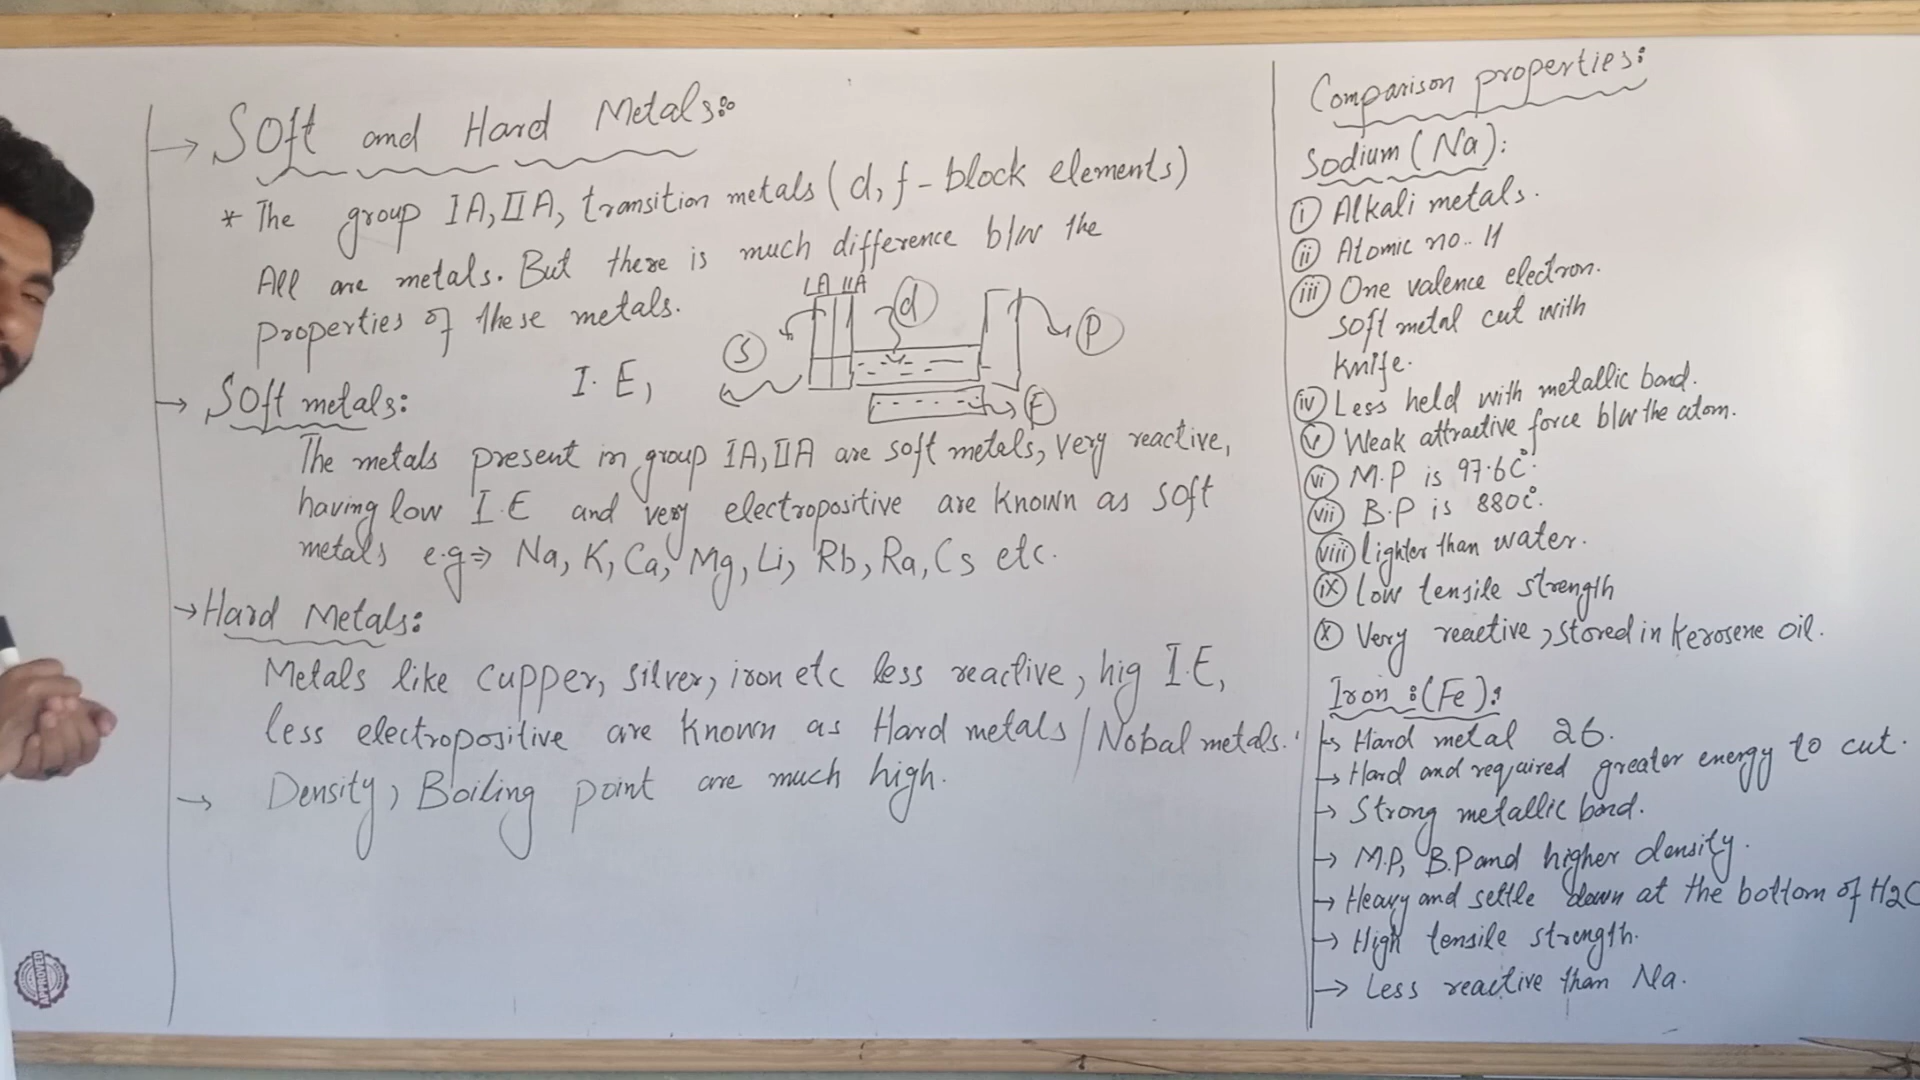 → Soft and Hard Metals:
* The group IA, IIA, transition metals (d, f - block elements)
All are metals. But there is much difference b/w the
properties of these metals.
IA IIA
d
S
P
F
→ Soft metals:
I.E,
The metals present in group IA, IIA are soft metels, very reactive,
having low I.E and very electropositive are known as soft
metals e.g ⇒ Na, K, Ca, Mg, Li, Rb, Ra, Cs etc.
→ Hard Metals:
Metals like cupper, silver, iron etc less reactive, hig I.E,
less electropositive are known as Hard metals / Nobal metals.
→ Density, Boiling point are much high.
Comparison properties:
Sodium (Na):
(i) Alkali metals.
(ii) Atomic no.. 11
(iii) One valence electron.
soft metal cut with
knife.
(iv) Less held with metallic bond.
(v) Weak attractive force b/w the atom.
(vi) M.P is 97.6C°.
(vii) B.P is 880C°.
(viii) lighter than water.
(ix) low tensile strength
(x) Very reactive, stored in kerosene oil.
Iron :(Fe):
↳ Hard metal 26.
→ Hard and required greater energy to cut.
→ Strong metallic bond.
→ M.P, B.P and higher density.
→ Heavy and settle down at the bottom of H2O
→ High tensile strength.
→ Less reactive than Na.
APPROVED